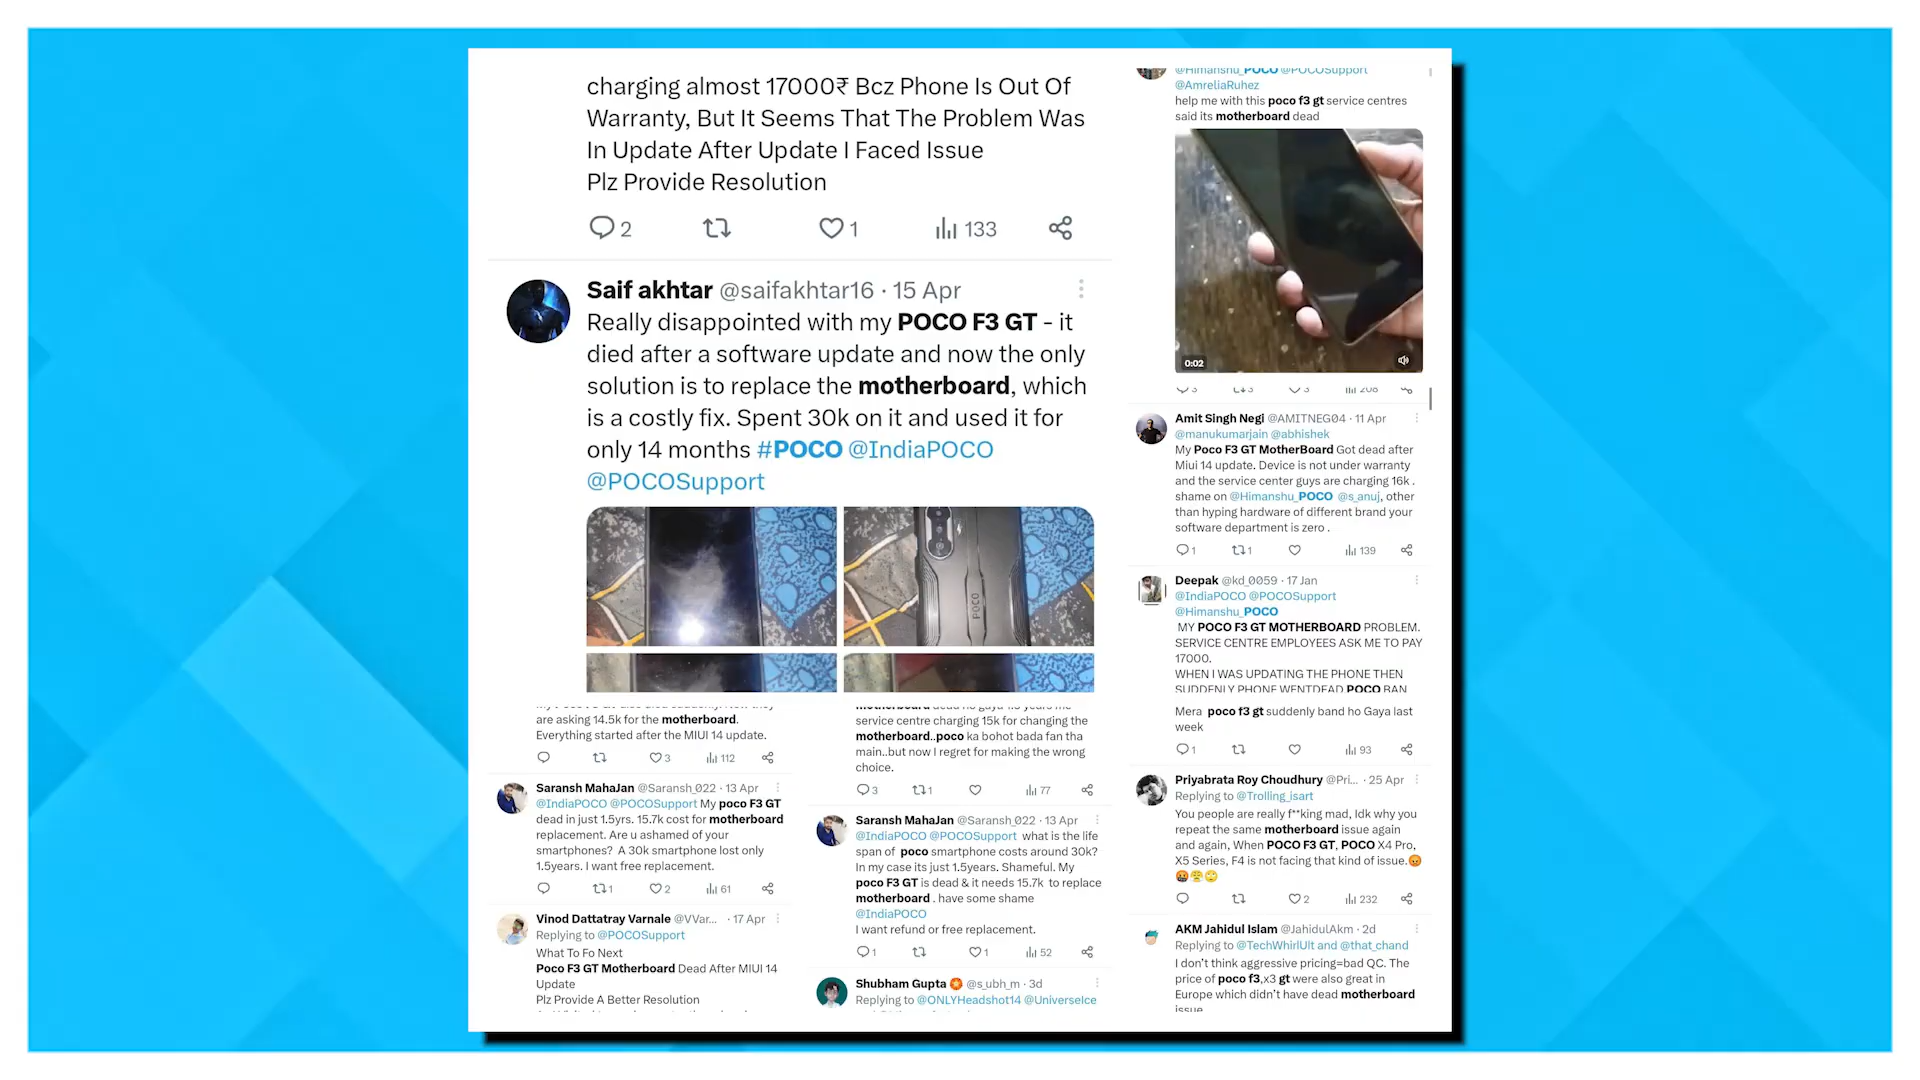 charging almost 17000₹ Bcz Phone Is Out Of
Warranty, But It Seems That The Problem Was
In Update After Update I Faced Issue
Plz Provide Resolution
2
1
133
Saif akhtar @saifakhtar16 · 15 Apr
Really disappointed with my POCO F3 GT - it
died after a software update and now the only
solution is to replace the motherboard, which
is a costly fix. Spent 30k on it and used it for
only 14 months #POCO @IndiaPOCO
@POCOSupport
POCO
are asking 14.5k for the motherboard.
Everything started after the MIUI 14 update.
3
112
Saransh MahaJan @Saransh_022 · 13 Apr
@IndiaPOCO @POCOSupport My poco F3 GT
dead in just 1.5yrs. 15.7k cost for motherboard
replacement. Are u ashamed of your
smartphones? A 30k smartphone lost only
1.5years. I want free replacement.
1
2
61
Vinod Dattatray Varnale @VVar... · 17 Apr
Replying to @POCOSupport
What To Fo Next
Poco F3 GT Motherboard Dead After MIUI 14
Update
Plz Provide A Better Resolution
service centre charging 15k for changing the
motherboard..poco ka bohot bada fan tha
main..but now I regret for making the wrong
choice.
3
1
77
Saransh MahaJan @Saransh_022 · 13 Apr
@IndiaPOCO @POCOSupport what is the life
span of poco smartphone costs around 30k?
In my case its just 1.5years. Shameful. My
poco F3 GT is dead & it needs 15.7k to replace
motherboard . have some shame
@IndiaPOCO
I want refund or free replacement.
1
1
52
Shubham Gupta @s_ubh_m · 3d
Replying to @ONLYHeadshot14 @UniverseIce
@Himanshu_POCO @POCOSupport
@AmreliaRuhez
help me with this poco f3 gt service centres
said its motherboard dead
0:02
3
3
3
208
Amit Singh Negi @AMITNEG04 · 11 Apr
@manukumarjain @abhishek
My Poco F3 GT MotherBoard Got dead after
Miui 14 update. Device is not under warranty
and the service center guys are charging 16k .
shame on @Himanshu_POCO @s_anuj, other
than hyping hardware of different brand your
software department is zero .
1
1
139
Deepak @kd_0059 · 17 Jan
@IndiaPOCO @POCOSupport
@Himanshu_POCO
MY POCO F3 GT MOTHERBOARD PROBLEM.
SERVICE CENTRE EMPLOYEES ASK ME TO PAY
17000.
WHEN I WAS UPDATING THE PHONE THEN
SUDDENLY PHONE WENTDEAD POCO BAN
Mera poco f3 gt suddenly band ho Gaya last
week
1
93
Priyabrata Roy Choudhury @Pri... · 25 Apr
Replying to @Trolling_isart
You people are really f**king mad, Idk why you
repeat the same motherboard issue again
and again, When POCO F3 GT, POCO X4 Pro,
X5 Series, F4 is not facing that kind of issue.😡
🤬😤🙄
2
232
AKM Jahidul Islam @JahidulAkm · 2d
Replying to @TechWhirlUlt and @that_chand
I don't think aggressive pricing=bad QC. The
price of poco f3,x3 gt were also great in
Europe which didn't have dead motherboard
issue